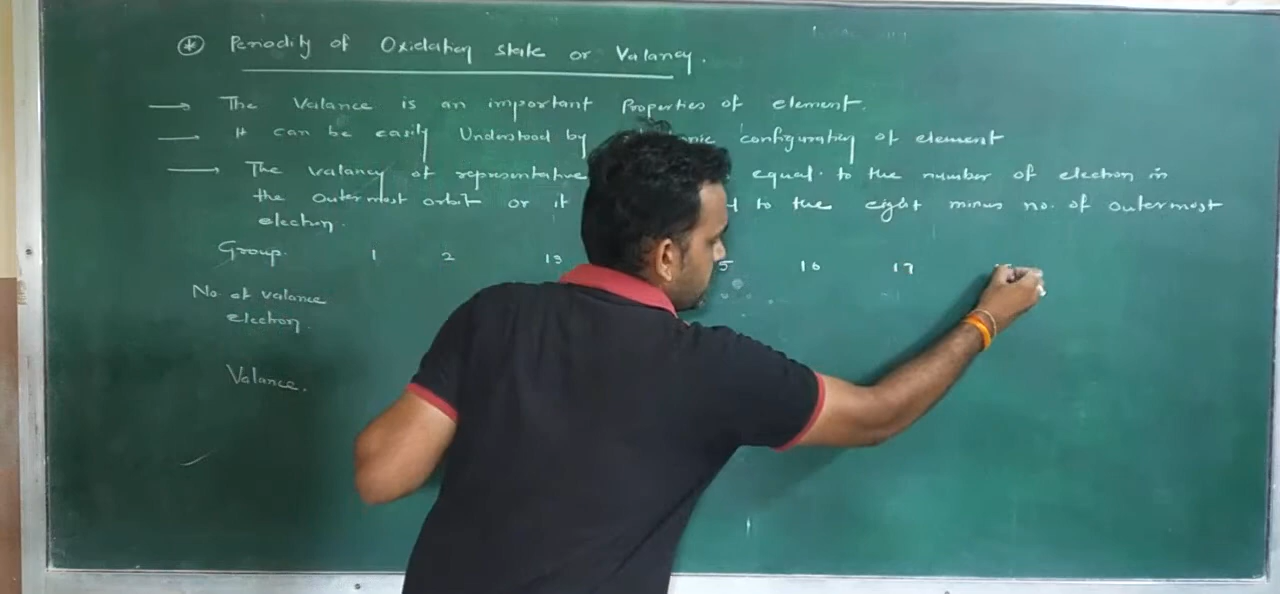 * Periodity of Oxidation state or Valancy.
→ The Valance is an important Properties of element.
— It can be easily Understood by configuration of element
→ The valancy of representative equal to the number of electron in
the outermost orbit or it to the eight minus no. of outermost
electron.
Group. 1 2 13 16 17
No. of valance
electron.
Valance.